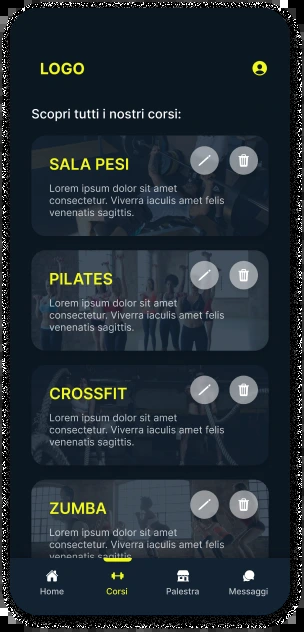 LOGO
Scopri tutti i nostri corsi:
SALA PESI
Lorem ipsum dolor sit amet
consectetur. Viverra iaculis amet felis
venenatis sagittis.
PILATES
Lorem ipsum dolor sit amet
consectetur. Viverra iaculis amet felis
venenatis sagittis.
CROSSFIT
Lorem ipsum dolor sit amet
consectetur. Viverra iaculis amet felis
venenatis sagittis.
ZUMBA
Lorem ipsum dolor sit amet
consectetur. Viverra iaculis amet felis
venenatis sagittis.
Home
Corsi
Palestra
Messaggi